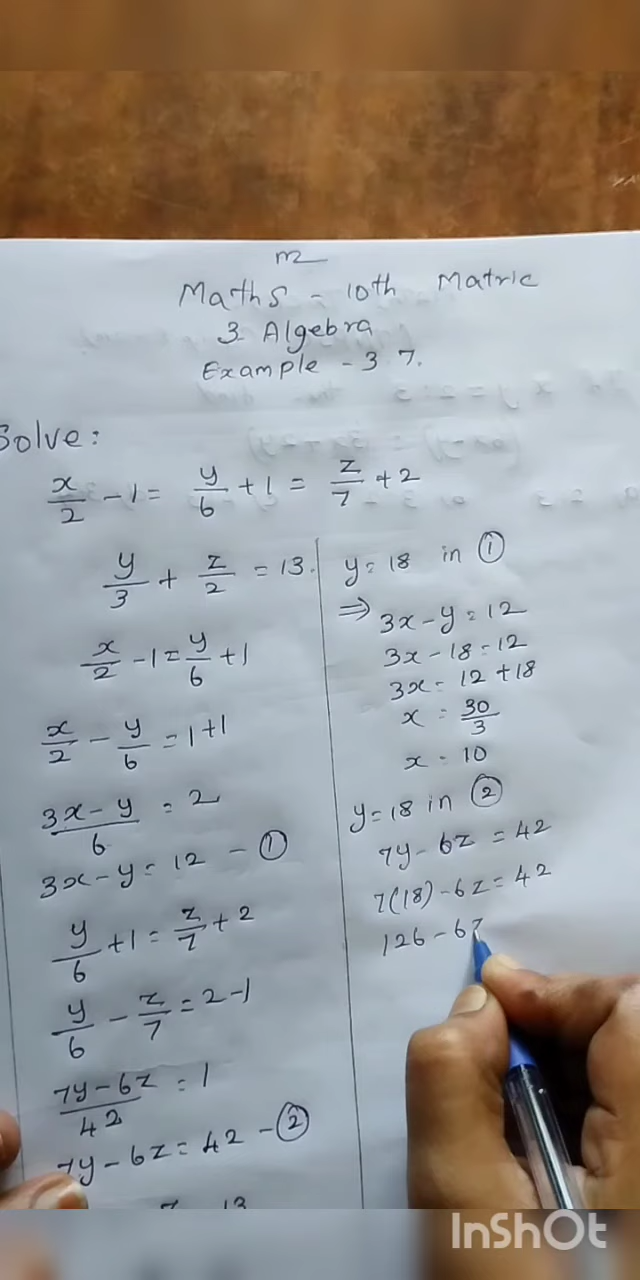 m2
Maths - 10th Matric
3. Algebra
Example - 3 7.
Solve:
x/2 - 1 = y/6 + 1 = z/7 + 2
y/3 + z/2 = 13.
x/2 - 1 = y/6 + 1
x/2 - y/6 = 1+1
3x - y/6 = 2
3x - y = 12 - ①
y/6 + 1 = z/7 + 2
y/6 - z/7 = 2-1
7y - 6z/42 = 1
7y - 6z = 42 - ②
13
y = 18 in ①
⇒ 3x - y = 12
3x - 18 = 12
3x = 12 + 18
x = 30/3
x = 10
y = 18 in ②
7y - 6z = 42
7(18) - 6z = 42
126 - 6z
InShOt